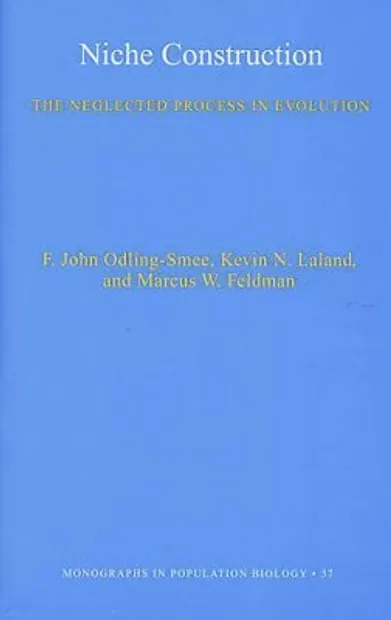 Niche Construction
THE NEGLECTED PROCESS IN EVOLUTION
F. John Odling-Smee, Kevin N. Laland,
and Marcus W. Feldman
MONOGRAPHS IN POPULATION BIOLOGY • 37